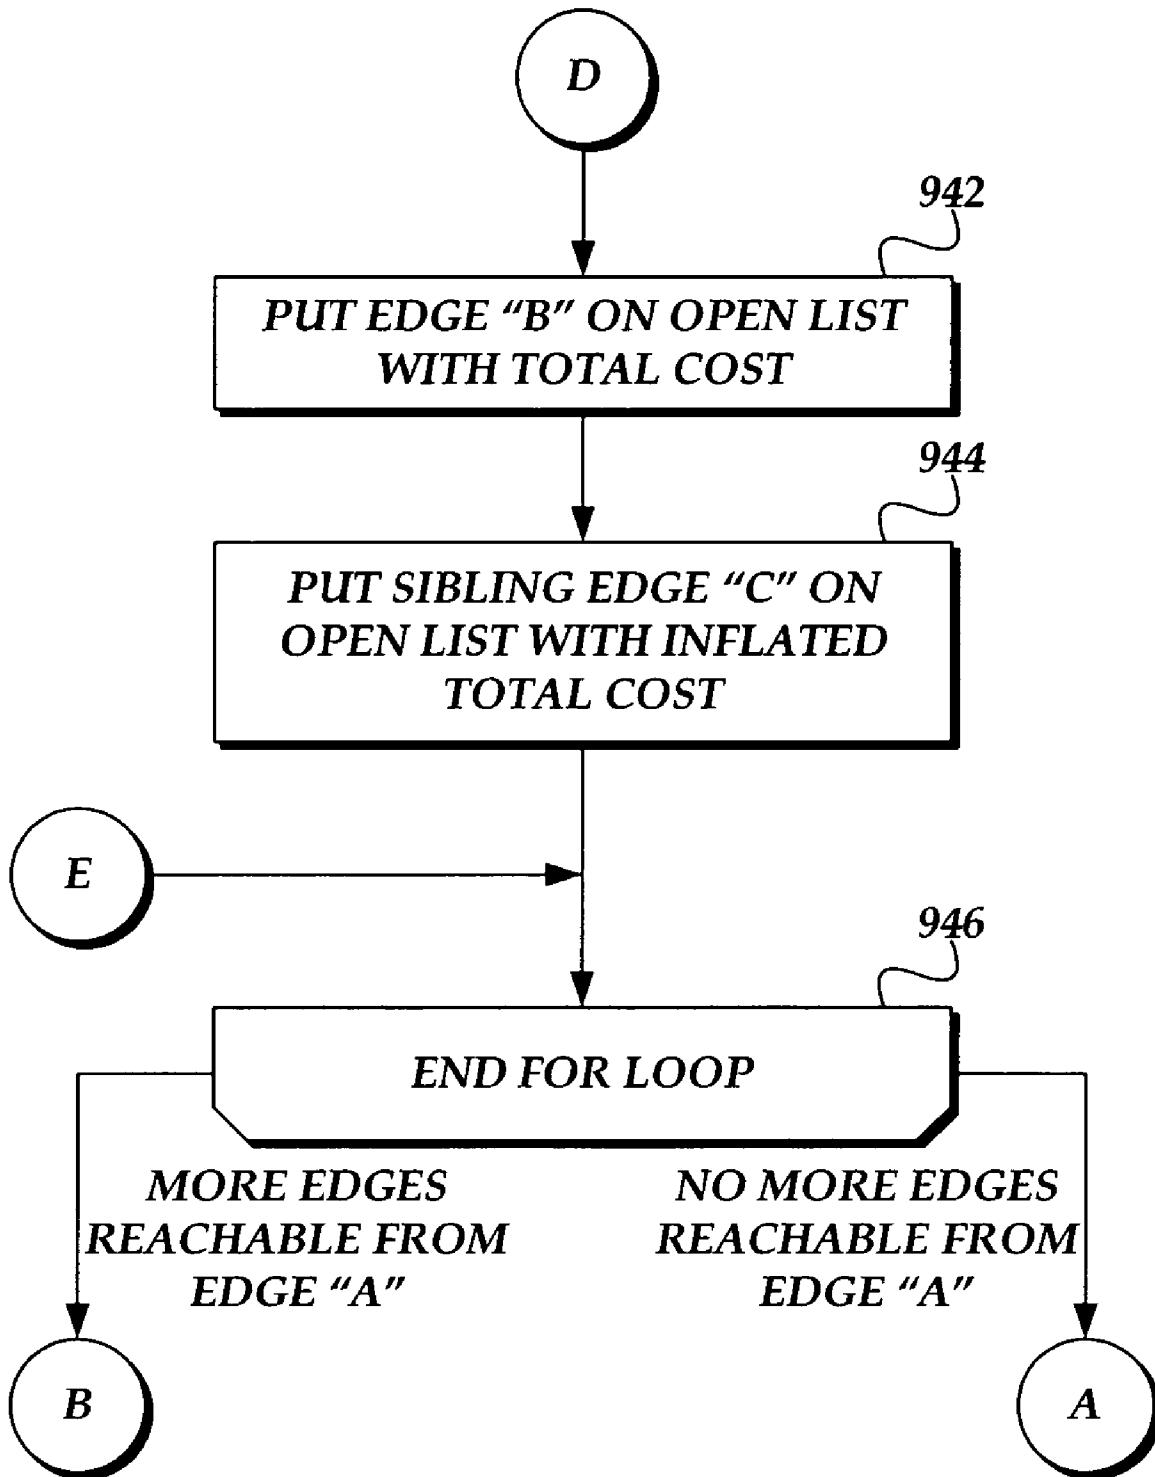 D
942
PUT EDGE “B” ON OPEN LIST
WITH TOTAL COST
944
PUT SIBLING EDGE “C” ON
OPEN LIST WITH INFLATED
TOTAL COST
E
946
END FOR LOOP
MORE EDGES
REACHABLE FROM
EDGE “A”
NO MORE EDGES
REACHABLE FROM
EDGE “A”
B
A